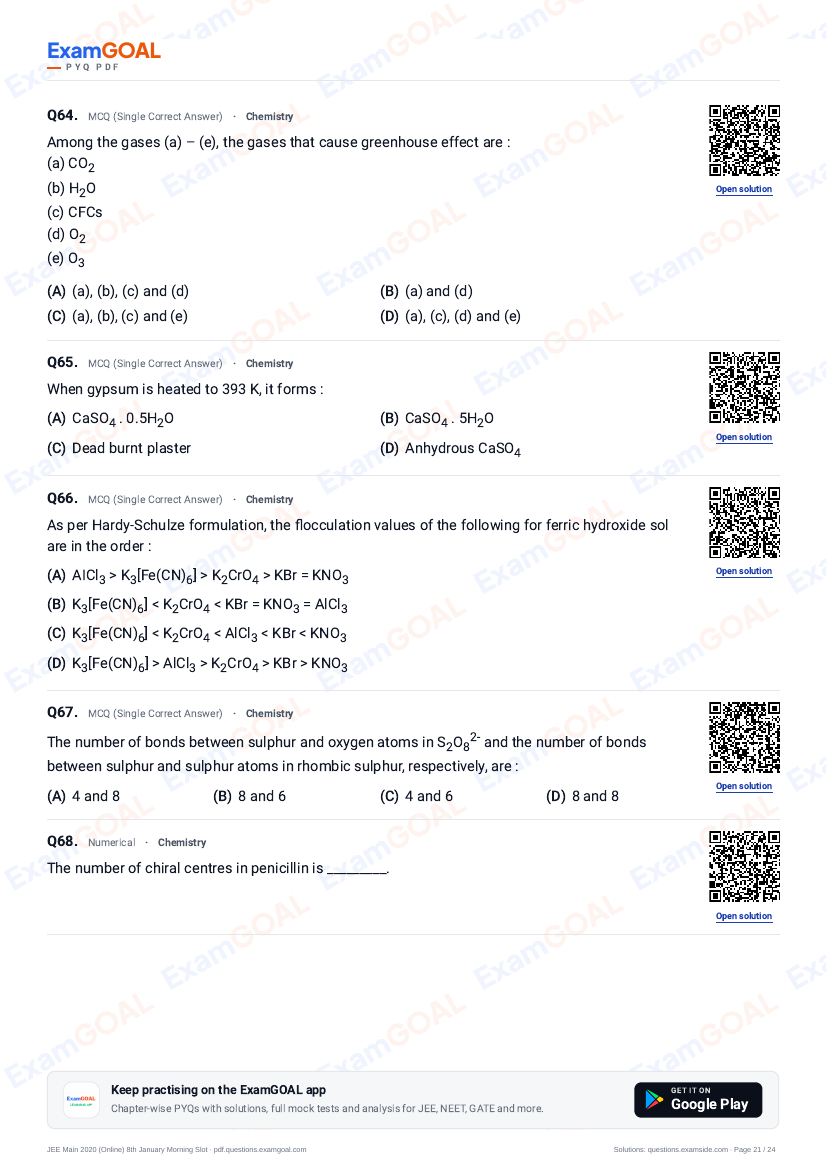 ExamGOAL
PYQ PDF
Q64. MCQ (Single Correct Answer) · Chemistry
Among the gases (a) – (e), the gases that cause greenhouse effect are :
(a) CO2
(b) H2O
(c) CFCs
(d) O2
(e) O3
(A) (a), (b), (c) and (d)
(B) (a) and (d)
(C) (a), (b), (c) and (e)
(D) (a), (c), (d) and (e)
Open solution
Q65. MCQ (Single Correct Answer) · Chemistry
When gypsum is heated to 393 K, it forms :
(A) CaSO4 . 0.5H2O
(B) CaSO4 . 5H2O
(C) Dead burnt plaster
(D) Anhydrous CaSO4
Open solution
Q66. MCQ (Single Correct Answer) · Chemistry
As per Hardy-Schulze formulation, the flocculation values of the following for ferric hydroxide sol
are in the order :
(A) AlCl3 > K3[Fe(CN)6] > K2CrO4 > KBr = KNO3
(B) K3[Fe(CN)6] < K2CrO4 < KBr = KNO3 = AlCl3
(C) K3[Fe(CN)6] < K2CrO4 < AlCl3 < KBr < KNO3
(D) K3[Fe(CN)6] > AlCl3 > K2CrO4 > KBr > KNO3
Open solution
Q67. MCQ (Single Correct Answer) · Chemistry
The number of bonds between sulphur and oxygen atoms in S2O8^2- and the number of bonds
between sulphur and sulphur atoms in rhombic sulphur, respectively, are :
(A) 4 and 8
(B) 8 and 6
(C) 4 and 6
(D) 8 and 8
Open solution
Q68. Numerical · Chemistry
The number of chiral centres in penicillin is _________.
Open solution
ExamGOAL
Keep practising on the ExamGOAL app
Chapter-wise PYQs with solutions, full mock tests and analysis for JEE, NEET, GATE and more.
GET IT ON
Google Play
JEE Main 2020 (Online) 8th January Morning Slot · pdf.questions.examgoal.com
Solutions: questions.examside.com · Page 21 / 24